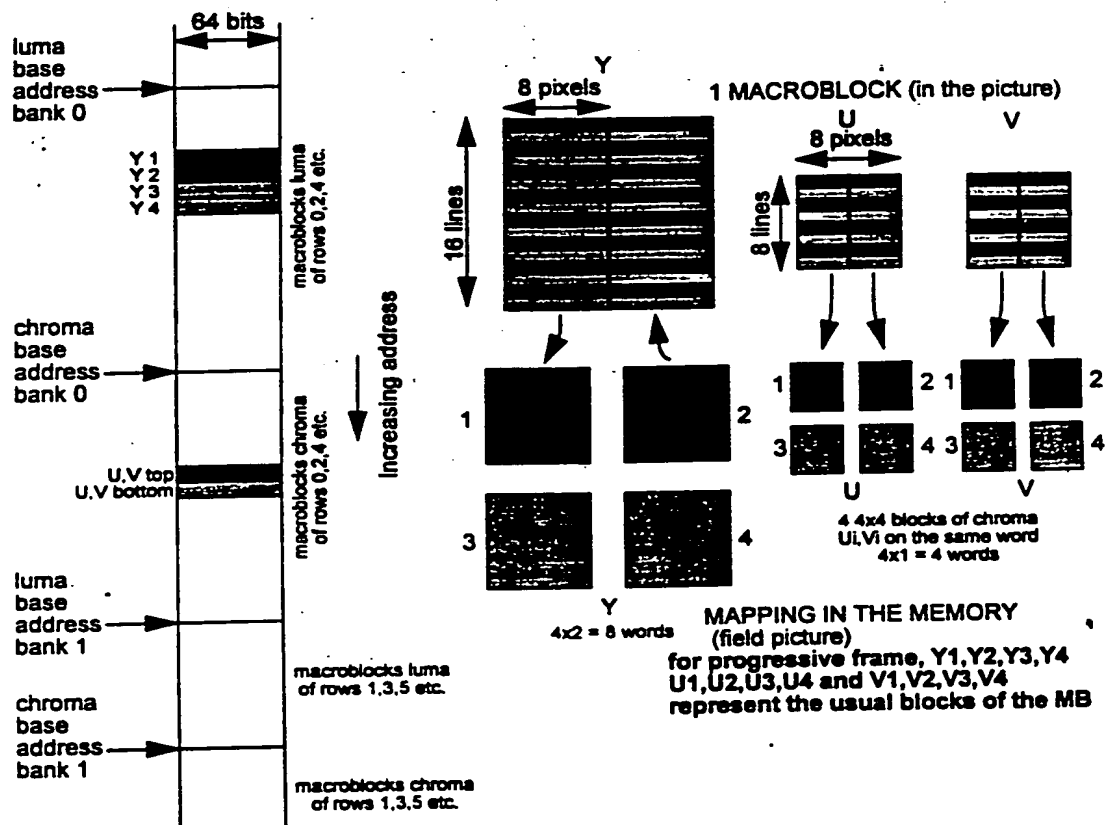 64 bits
luma
base
address
bank 0
Y 1
Y 2
Y 3
Y 4
macroblocks luma
of rows 0,2,4 etc.
chroma
base
address
bank 0
Increasing address
U,V top
U,V bottom
macroblocks chroma
of rows 0,2,4 etc.
luma
base
address
bank 1
macroblocks luma
of rows 1,3,5 etc.
chroma
base
address
bank 1
macroblocks chroma
of rows 1,3,5 etc.
Y
8 pixels
16 lines
1
2
3
4
Y
4x2 = 8 words
1 MACROBLOCK (in the picture)
U
V
8 pixels
8 lines
1
2
1
2
3
4
3
4
U
V
4 4x4 blocks of chroma
Ui,Vi on the same word
4x1 = 4 words
MAPPING IN THE MEMORY
(field picture)
for progressive frame, Y1,Y2,Y3,Y4
U1,U2,U3,U4 and V1,V2,V3,V4
represent the usual blocks of the MB